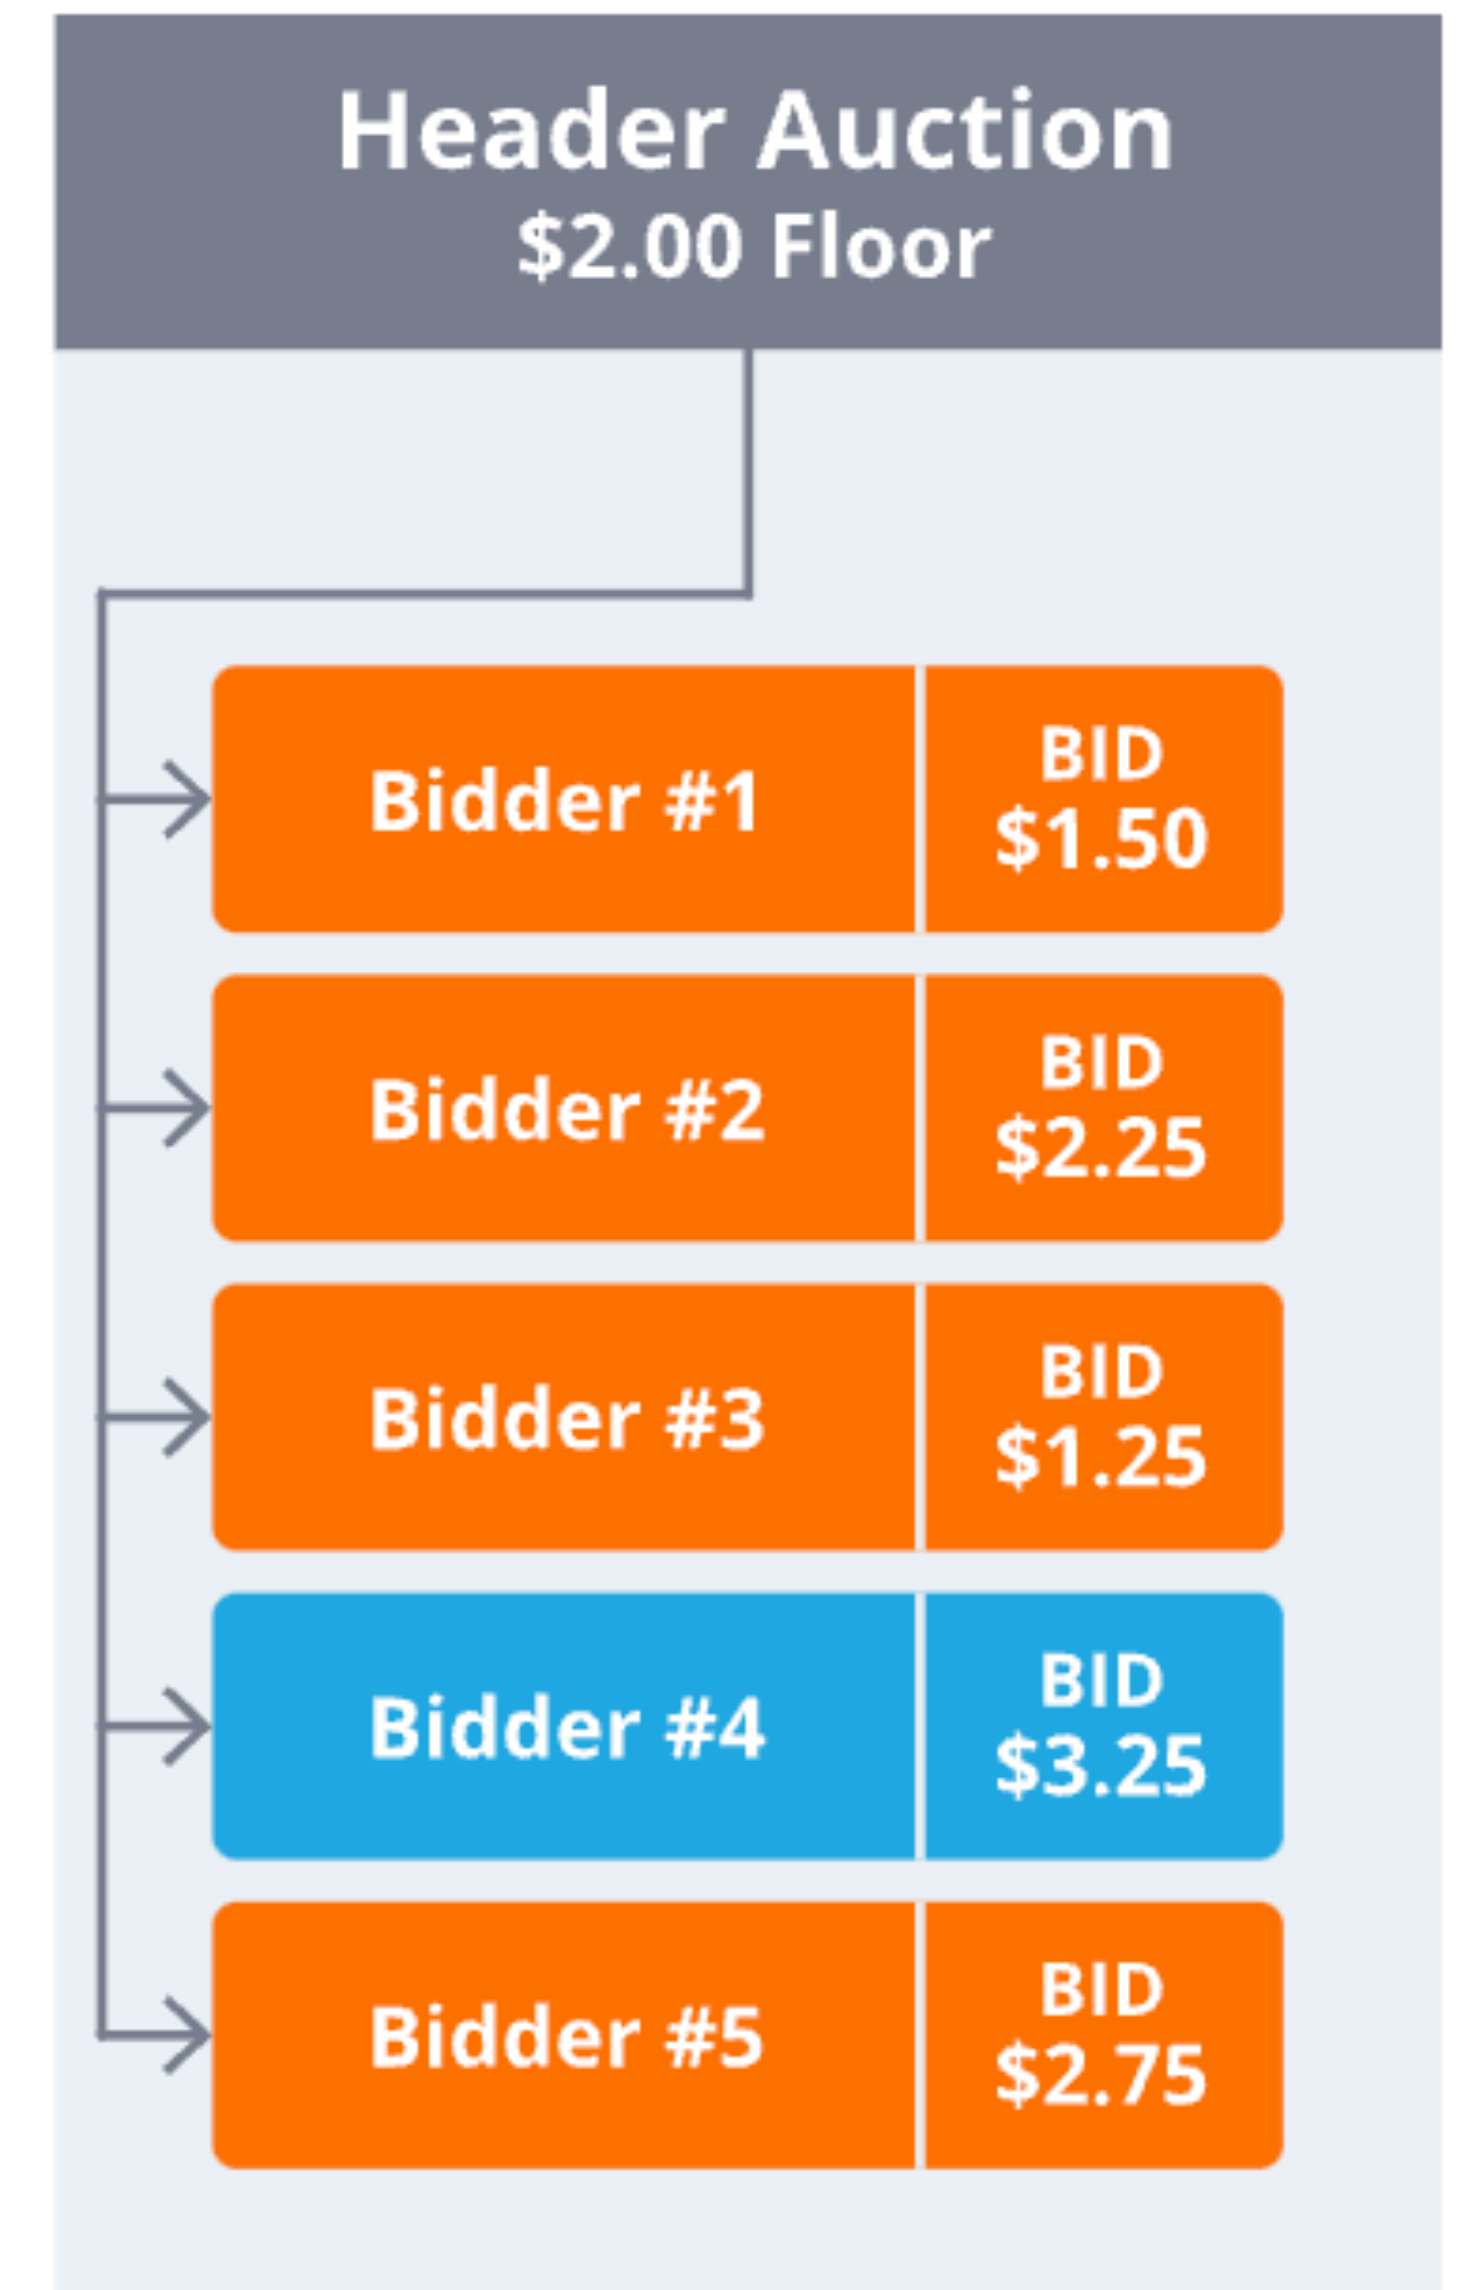 Header Auction
$2.00 Floor
Bidder #1
BID
$1.50
Bidder #2
BID
$2.25
Bidder #3
BID
$1.25
Bidder #4
BID
$3.25
Bidder #5
BID
$2.75